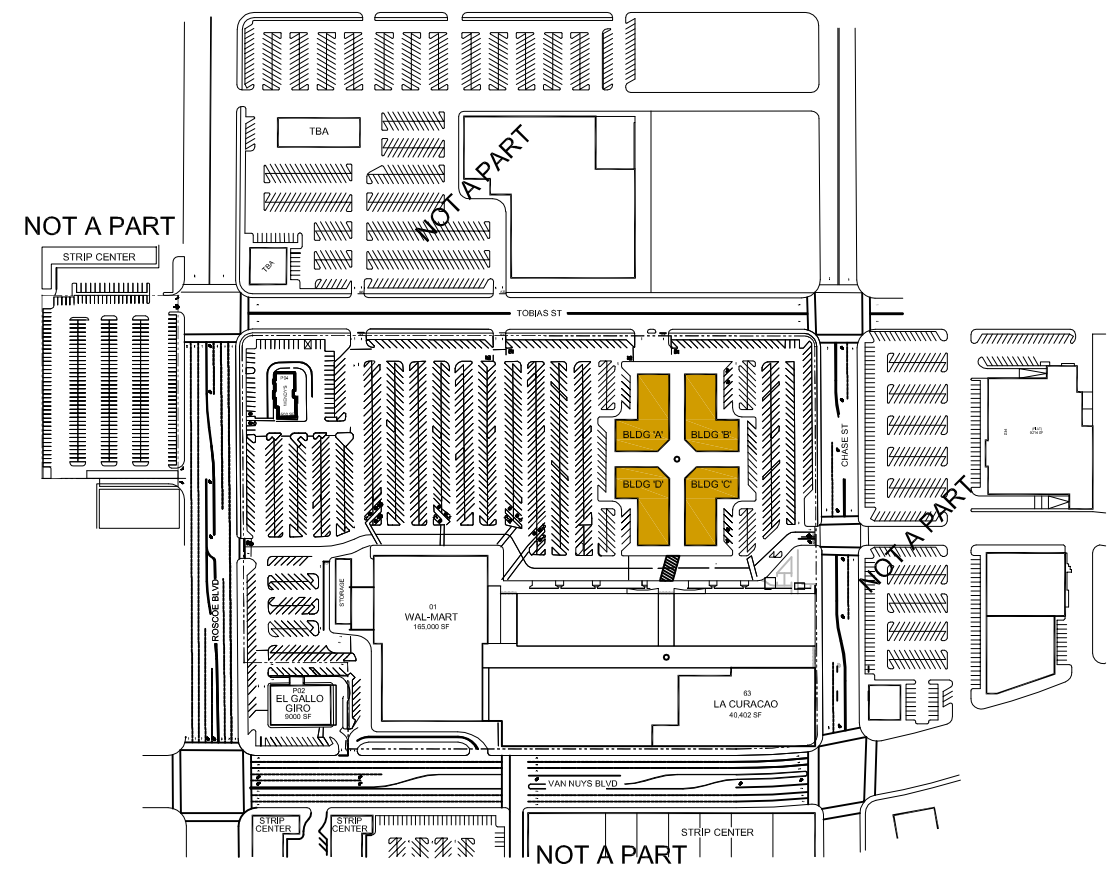 TBA
NOT A PART
NOT A PART
STRIP CENTER
TBA
TOBIAS ST
P04
WENDY'S
BLDG 'A'
BLDG 'B'
CHASE ST
BLDG 'D'
BLDG 'C'
NOT A PART
ROSCOE BLVD
STORAGE
01
WAL-MART
165,000 SF
P02
EL GALLO
GIRO
9000 SF
63
LA CURACAO
40,402 SF
VAN NUYS BLVD
STRIP
CENTER
STRIP
CENTER
STRIP CENTER
NOT A PART